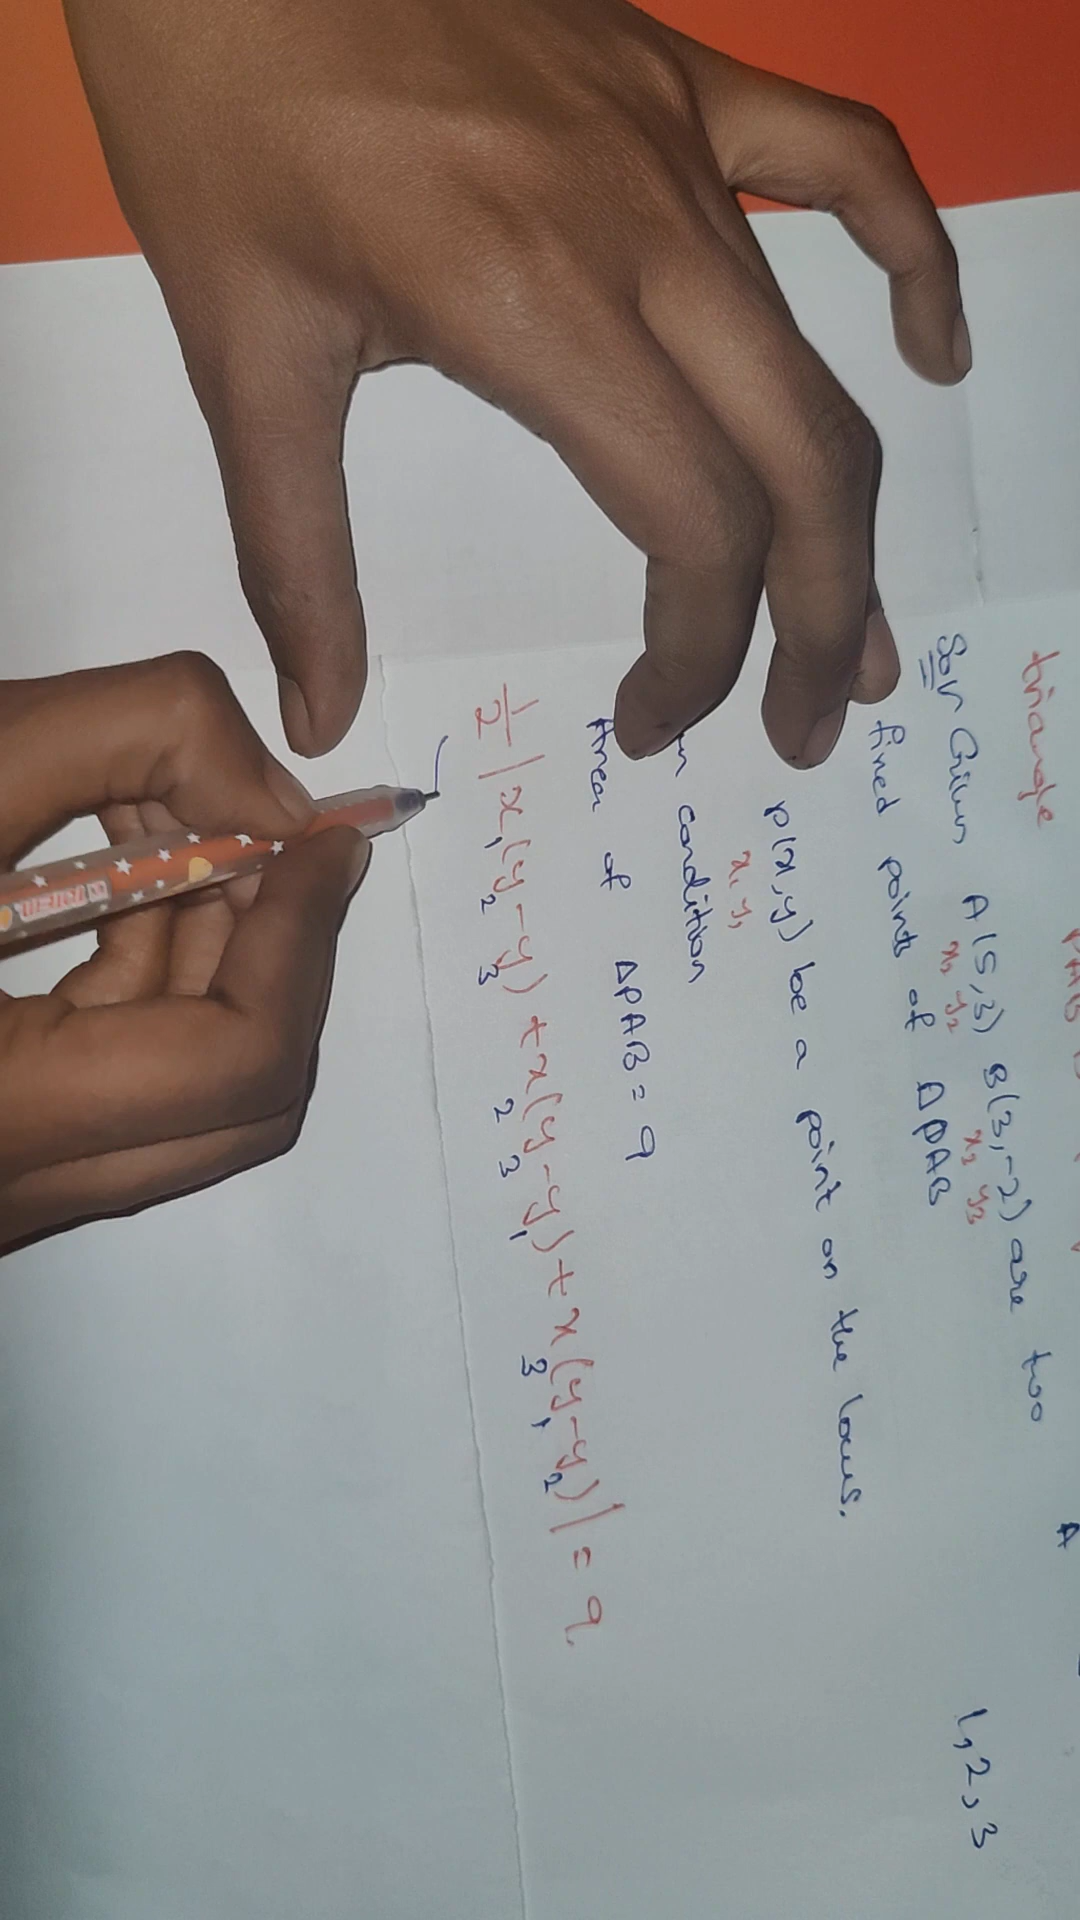 triangle
Sol Given A(5,3) B(3,-2) are two
x₂ y₂ x₃ y₃
fixed points of ΔPAB
P(x,y) be a point on the locus.
x₁ y₁
condition
Area of ΔPAB = 9
1/2 |x₁(y₂-y₃)+x₂(y₃-y₁)+x₃(y₁-y₂)| = 9
A
1,2,3